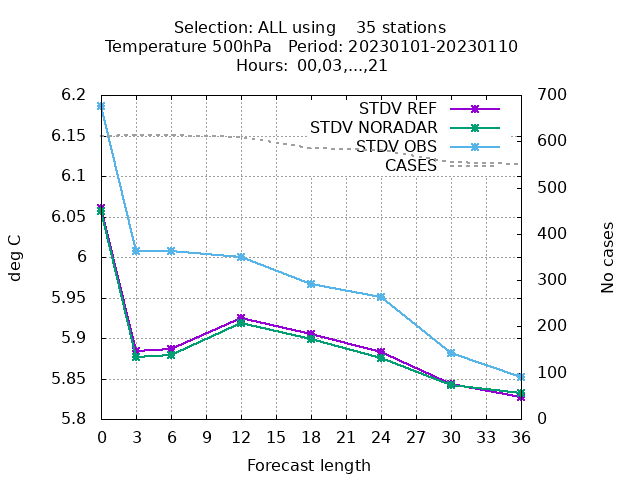 Selection: ALL using 35 stations
Temperature 500hPa Period: 20230101-20230110
Hours: 00,03,...,21
6.2
6.15
6.1
6.05
6
5.95
5.9
5.85
5.8
deg C
STDV REF
STDV NORADAR
STDV OBS
CASES
700
600
500
400
300
200
100
0
No cases
0 3 6 9 12 15 18 21 24 27 30 33 36
Forecast length